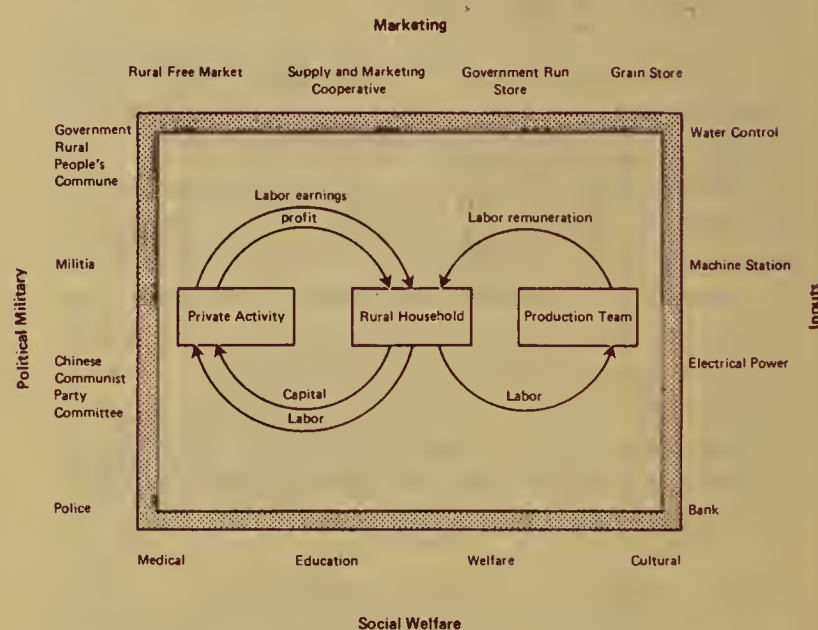 Marketing
Rural Free Market
Supply and Marketing
Cooperative
Government Run
Store
Grain Store
Government
Rural
People's
Commune
Militia
Chinese
Communist
Party
Committee
Police
Political Military
Water Control
Machine Station
Electrical Power
Bank
Inputs
Labor earnings
profit
Labor remuneration
Private Activity
Rural Household
Production Team
Capital
Labor
Labor
Medical
Education
Welfare
Cultural
Social Welfare